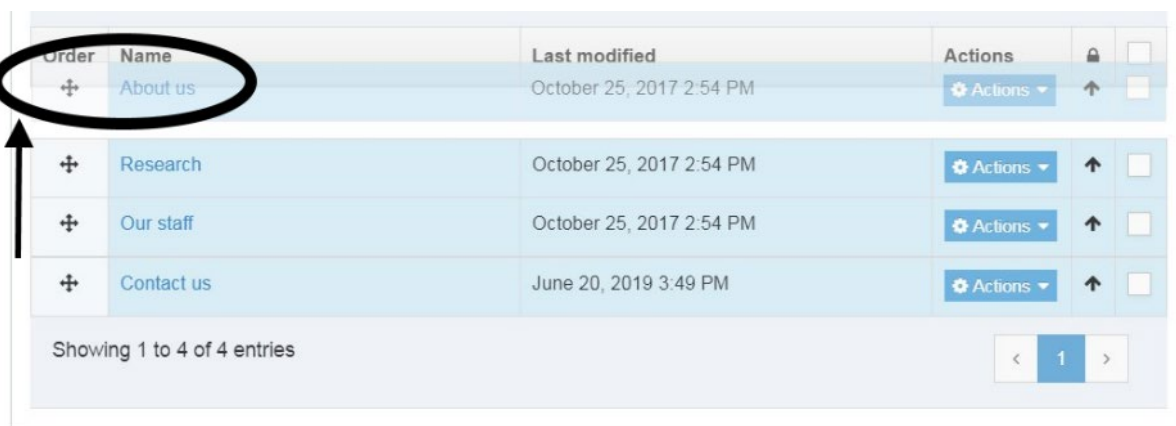 Order Name Last modified Actions
About us October 25, 2017 2:54 PM Actions
Research October 25, 2017 2:54 PM Actions
Our staff October 25, 2017 2:54 PM Actions
Contact us June 20, 2019 3:49 PM Actions
Showing 1 to 4 of 4 entries
< 1 >